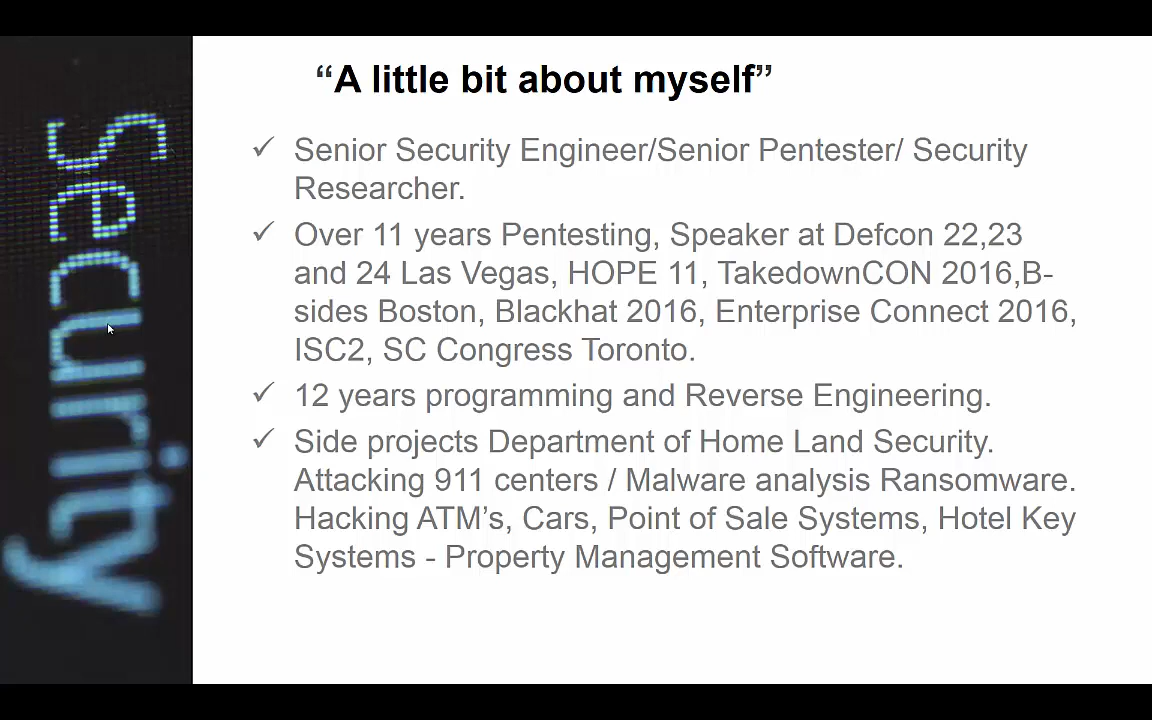 Security
“A little bit about myself”
✓ Senior Security Engineer/Senior Pentester/ Security
Researcher.
✓ Over 11 years Pentesting, Speaker at Defcon 22,23
and 24 Las Vegas, HOPE 11, TakedownCON 2016,B-
sides Boston, Blackhat 2016, Enterprise Connect 2016,
ISC2, SC Congress Toronto.
✓ 12 years programming and Reverse Engineering.
✓ Side projects Department of Home Land Security.
Attacking 911 centers / Malware analysis Ransomware.
Hacking ATM’s, Cars, Point of Sale Systems, Hotel Key
Systems - Property Management Software.